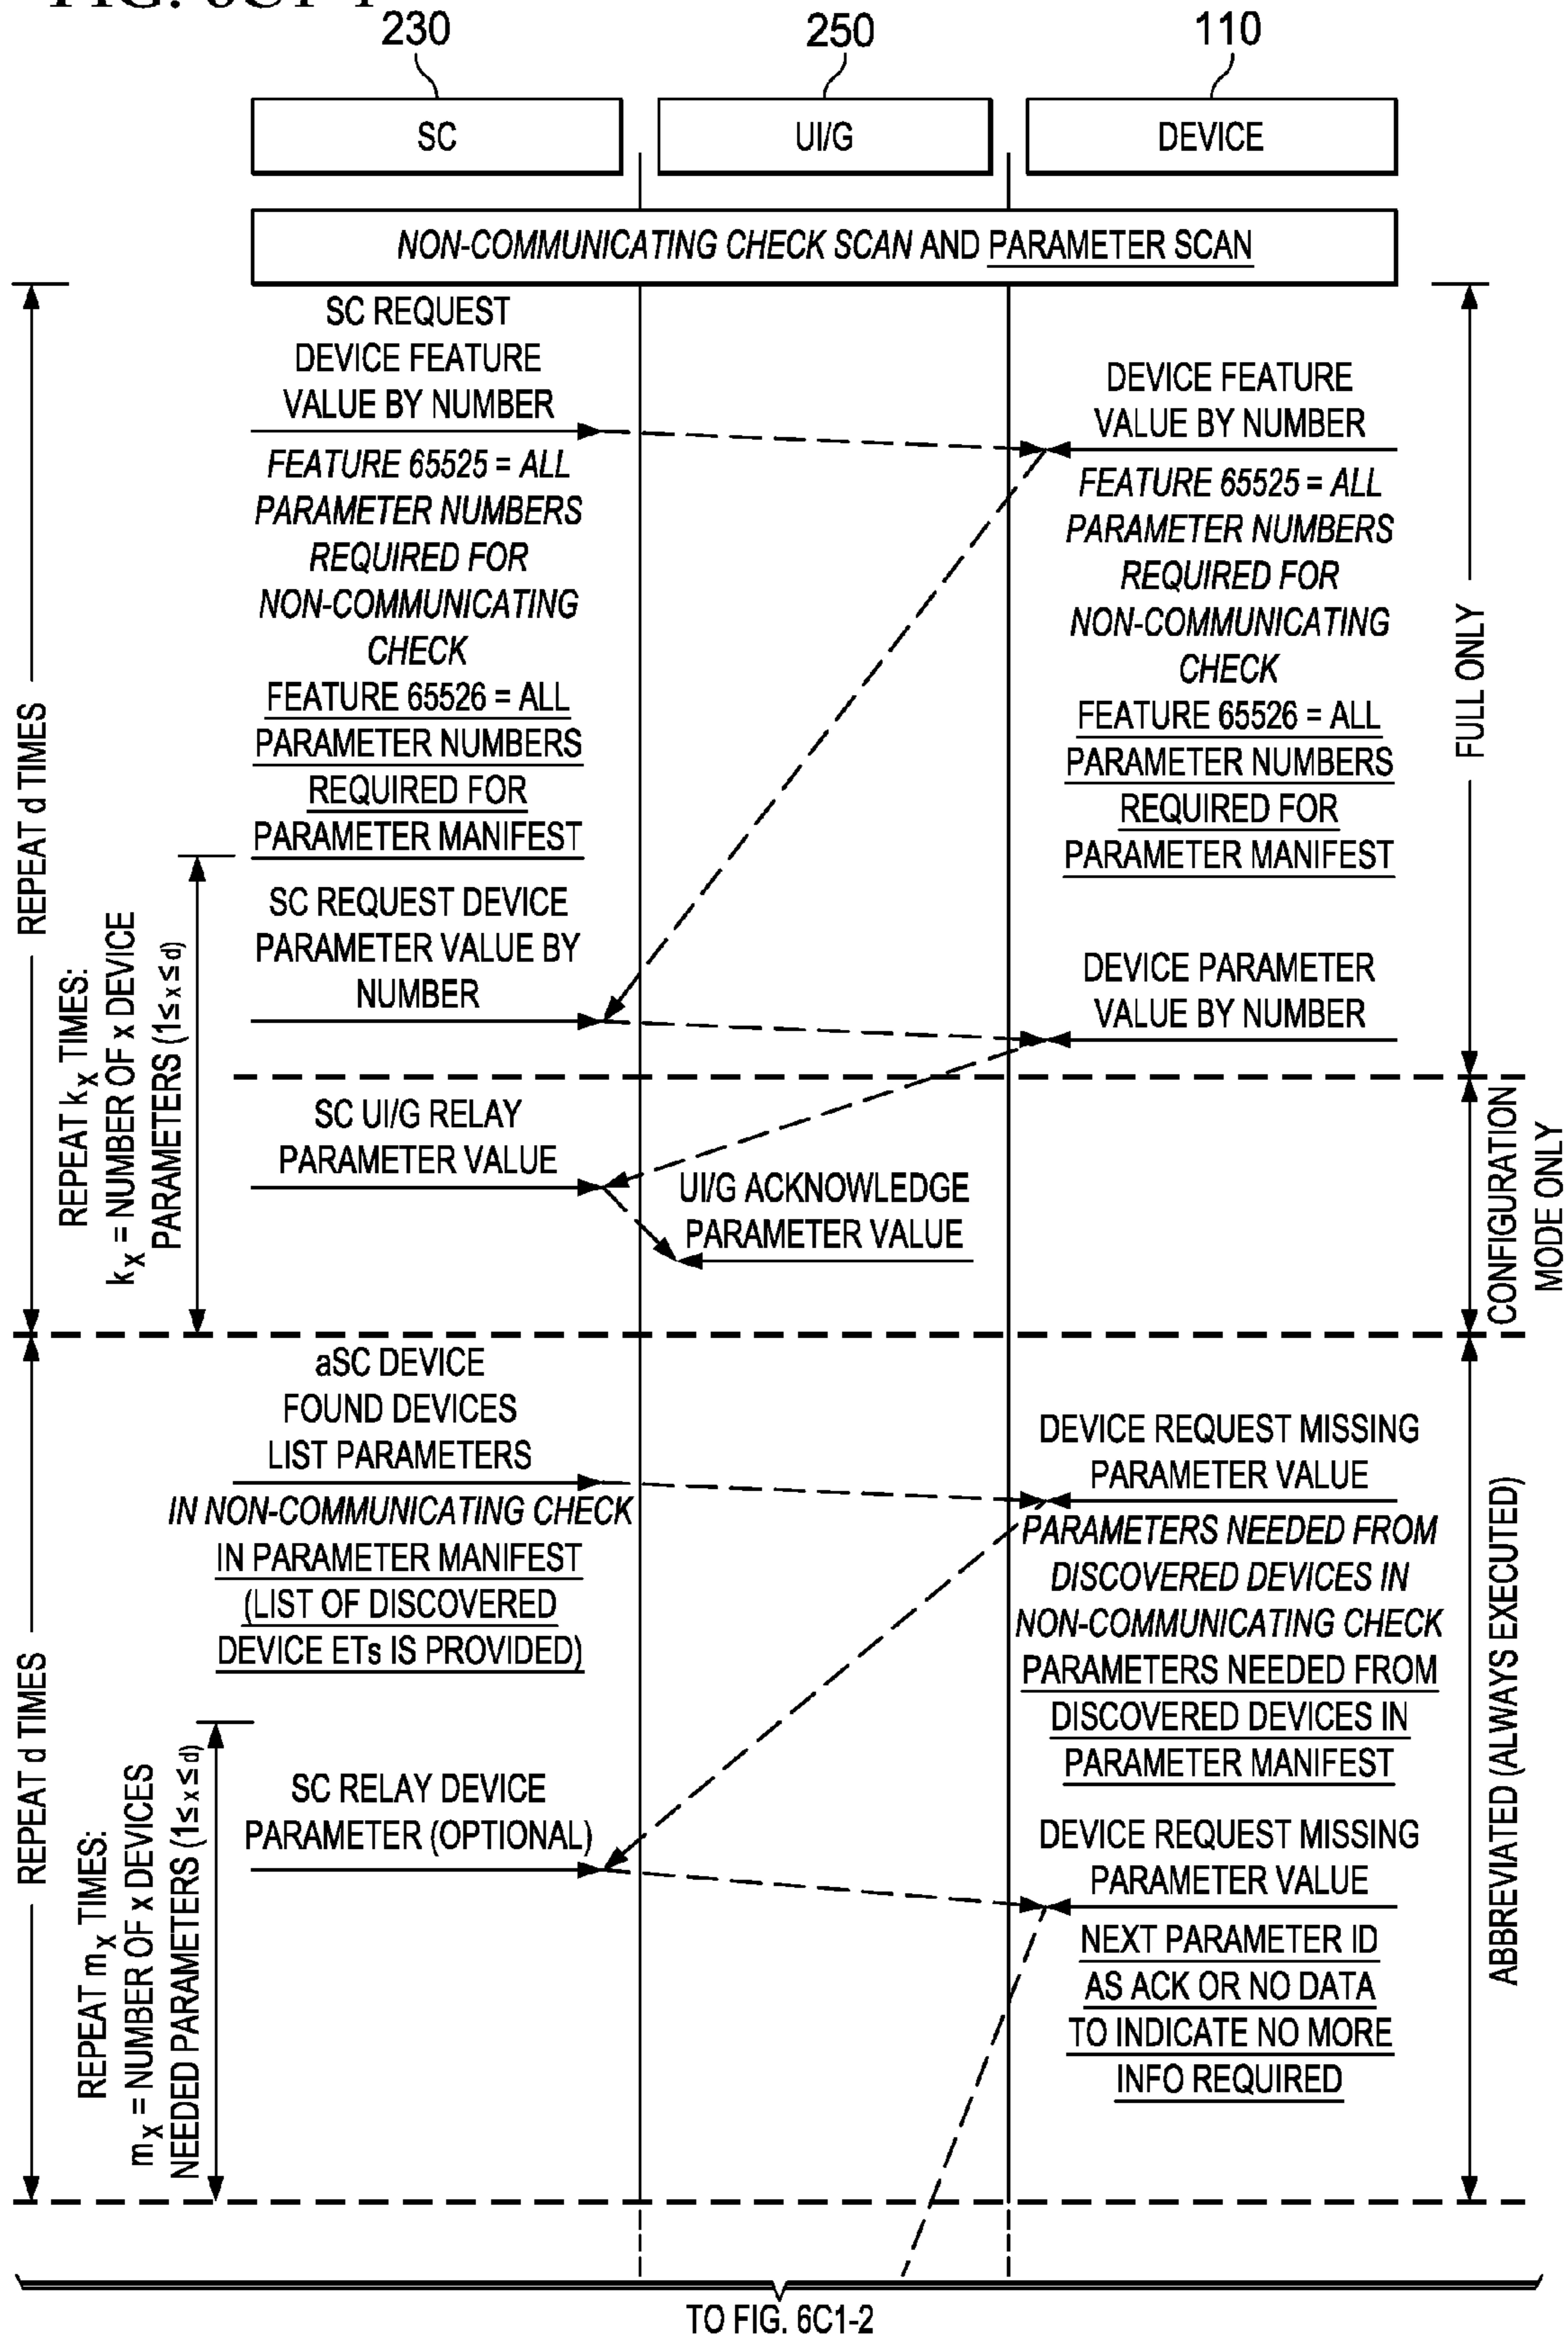 FIG. 6C1-1
230
250
110
SC
UI/G
DEVICE
NON-COMMUNICATING CHECK SCAN AND PARAMETER SCAN
SC REQUEST
DEVICE FEATURE
VALUE BY NUMBER
FEATURE 65525 = ALL
PARAMETER NUMBERS
REQUIRED FOR
NON-COMMUNICATING
CHECK
FEATURE 65526 = ALL
PARAMETER NUMBERS
REQUIRED FOR
PARAMETER MANIFEST
DEVICE FEATURE
VALUE BY NUMBER
FEATURE 65525 = ALL
PARAMETER NUMBERS
REQUIRED FOR
NON-COMMUNICATING
CHECK
FEATURE 65526 = ALL
PARAMETER NUMBERS
REQUIRED FOR
PARAMETER MANIFEST
SC REQUEST DEVICE
PARAMETER VALUE BY
NUMBER
DEVICE PARAMETER
VALUE BY NUMBER
SC UI/G RELAY
PARAMETER VALUE
UI/G ACKNOWLEDGE
PARAMETER VALUE
REPEAT d TIMES
REPEAT kx TIMES:
kx = NUMBER OF x DEVICE
PARAMETERS (1≤x≤d)
FULL ONLY
CONFIGURATION
MODE ONLY
aSC DEVICE
FOUND DEVICES
LIST PARAMETERS
IN NON-COMMUNICATING CHECK
IN PARAMETER MANIFEST
(LIST OF DISCOVERED
DEVICE ETs IS PROVIDED)
DEVICE REQUEST MISSING
PARAMETER VALUE
PARAMETERS NEEDED FROM
DISCOVERED DEVICES IN
NON-COMMUNICATING CHECK
PARAMETERS NEEDED FROM
DISCOVERED DEVICES IN
PARAMETER MANIFEST
SC RELAY DEVICE
PARAMETER (OPTIONAL)
DEVICE REQUEST MISSING
PARAMETER VALUE
NEXT PARAMETER ID
AS ACK OR NO DATA
TO INDICATE NO MORE
INFO REQUIRED
REPEAT d TIMES
REPEAT mx TIMES:
mx = NUMBER OF x DEVICES
NEEDED PARAMETERS (1≤x≤d)
ABBREVIATED (ALWAYS EXECUTED)
TO FIG. 6C1-2